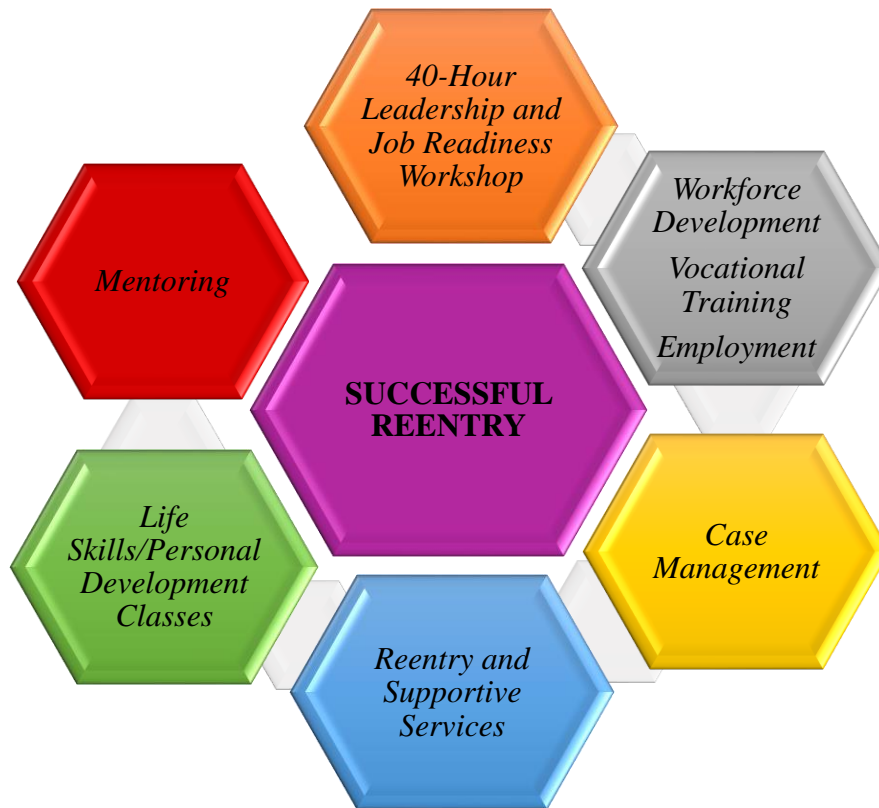 40-Hour
Leadership and
Job Readiness
Workshop
Workforce
Development
Vocational
Training
Employment
Mentoring
SUCCESSFUL
REENTRY
Case
Management
Life
Skills/Personal
Development
Classes
Reentry and
Supportive
Services